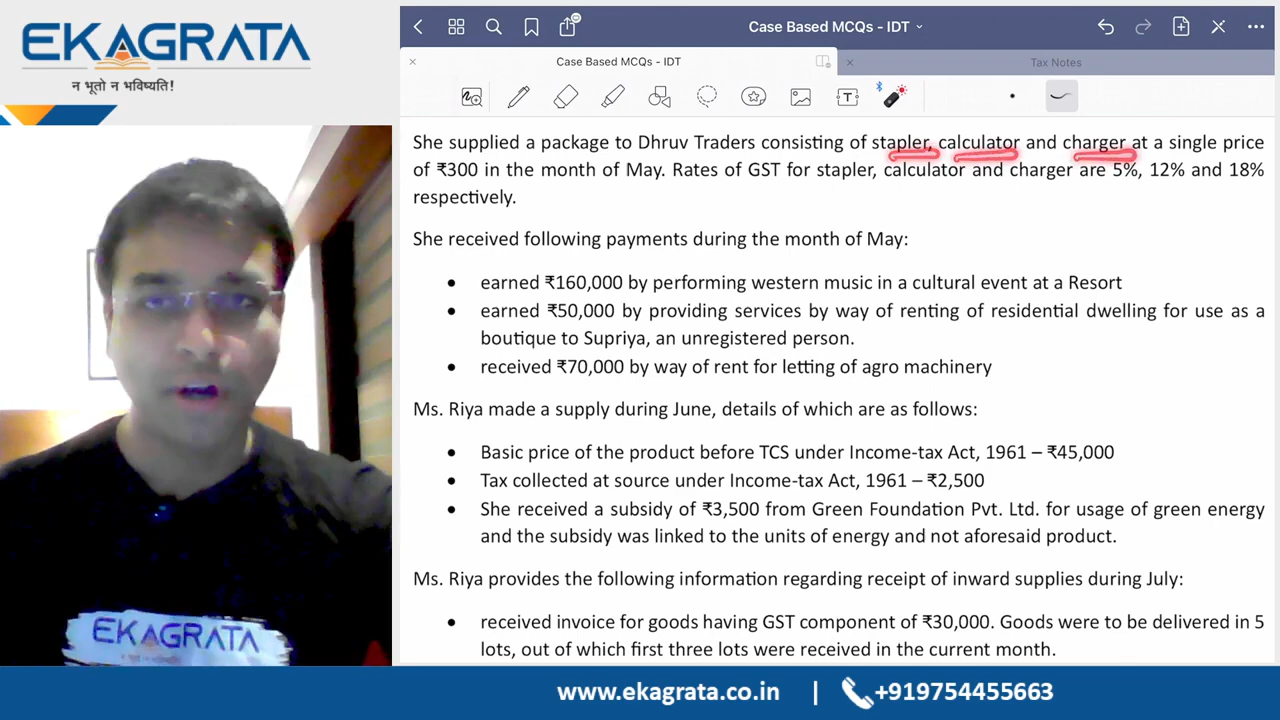 EKAGRATA
न भूतो न भविष्यति!
Case Based MCQs - IDT
Case Based MCQs - IDT
Tax Notes
She supplied a package to Dhruv Traders consisting of stapler, calculator and charger at a single price
of ₹300 in the month of May. Rates of GST for stapler, calculator and charger are 5%, 12% and 18%
respectively.
She received following payments during the month of May:
• earned ₹160,000 by performing western music in a cultural event at a Resort
• earned ₹50,000 by providing services by way of renting of residential dwelling for use as a
boutique to Supriya, an unregistered person.
• received ₹70,000 by way of rent for letting of agro machinery
Ms. Riya made a supply during June, details of which are as follows:
• Basic price of the product before TCS under Income-tax Act, 1961 – ₹45,000
• Tax collected at source under Income-tax Act, 1961 – ₹2,500
• She received a subsidy of ₹3,500 from Green Foundation Pvt. Ltd. for usage of green energy
and the subsidy was linked to the units of energy and not aforesaid product.
Ms. Riya provides the following information regarding receipt of inward supplies during July:
• received invoice for goods having GST component of ₹30,000. Goods were to be delivered in 5
lots, out of which first three lots were received in the current month.
EKAGRATA
www.ekagrata.co.in | +919754455663